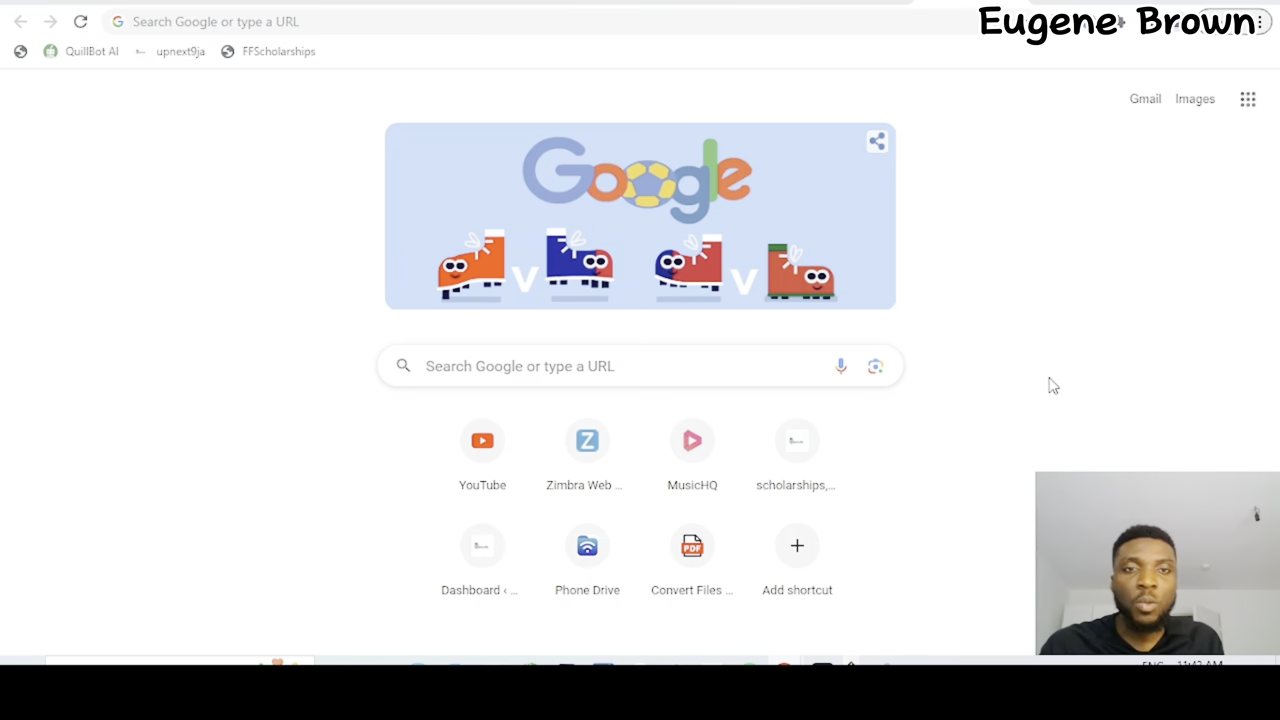 Search Google or type a URL
Eugene Brown
QuillBot AI upnext9ja FFScholarships
Gmail Images
Google
V V
Search Google or type a URL
YouTube Zimbra Web ... MusicHQ scholarships,...
Z
PDF
Dashboard ‹ ... Phone Drive Convert Files ... Add shortcut